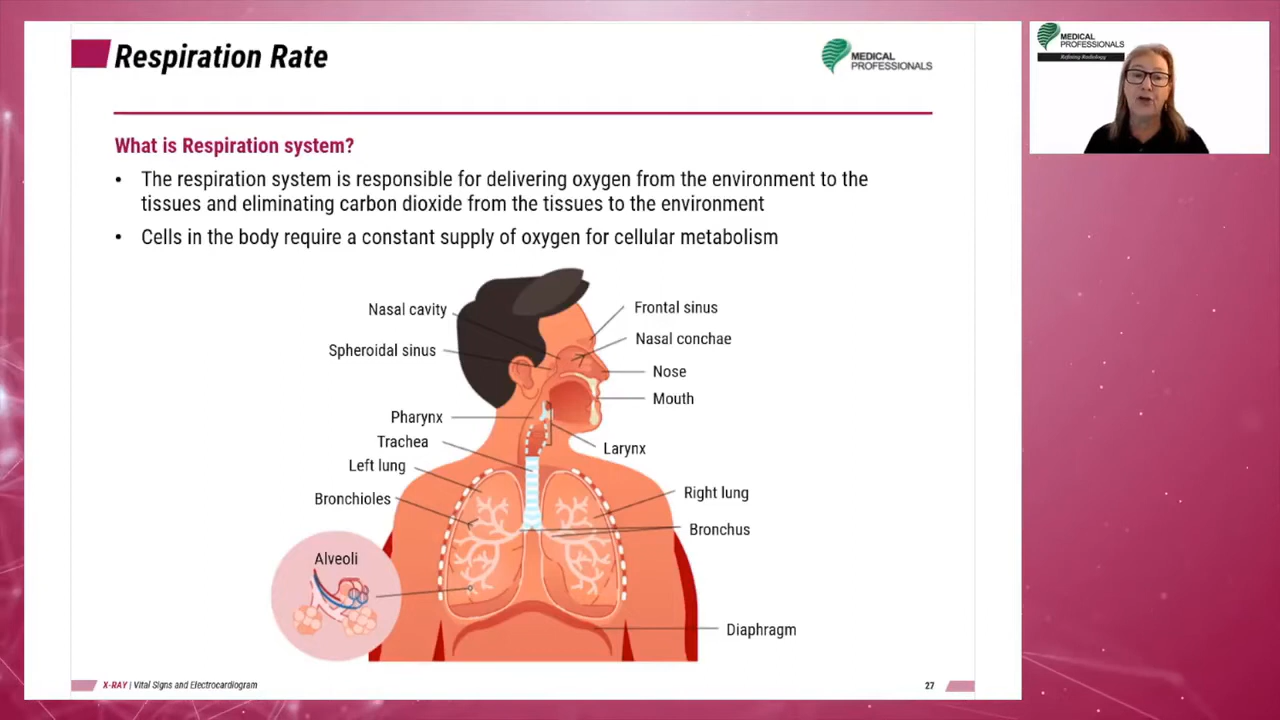 Respiration Rate
MEDICAL
PROFESSIONALS
MEDICAL
PROFESSIONALS
Refining Radiology
What is Respiration system?
• The respiration system is responsible for delivering oxygen from the environment to the
tissues and eliminating carbon dioxide from the tissues to the environment
• Cells in the body require a constant supply of oxygen for cellular metabolism
Nasal cavity
Frontal sinus
Nasal conchae
Spheroidal sinus
Nose
Mouth
Pharynx
Trachea
Larynx
Left lung
Right lung
Bronchioles
Bronchus
Alveoli
Diaphragm
X-RAY | Vital Signs and Electrocardiogram
27